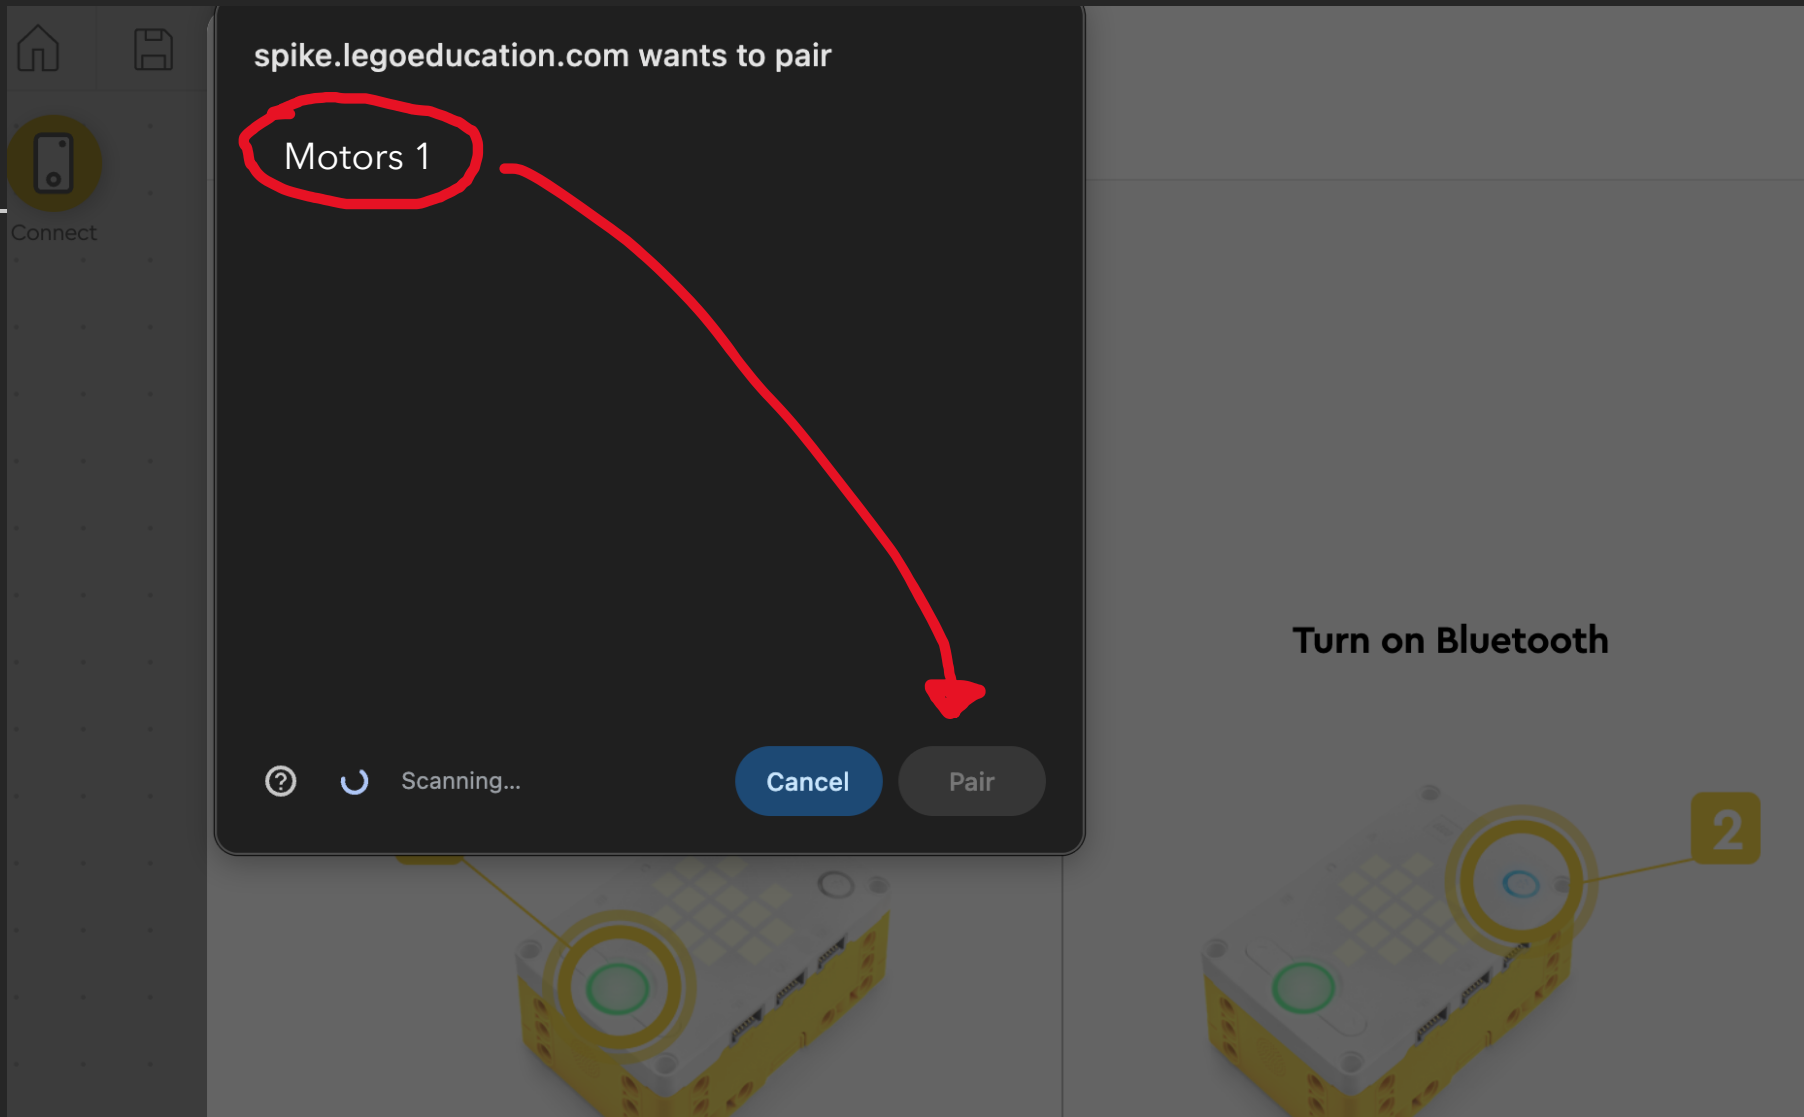 spike.legoeducation.com wants to pair
Motors 1
Connect
Turn on Bluetooth
Scanning...
Cancel
Pair
2